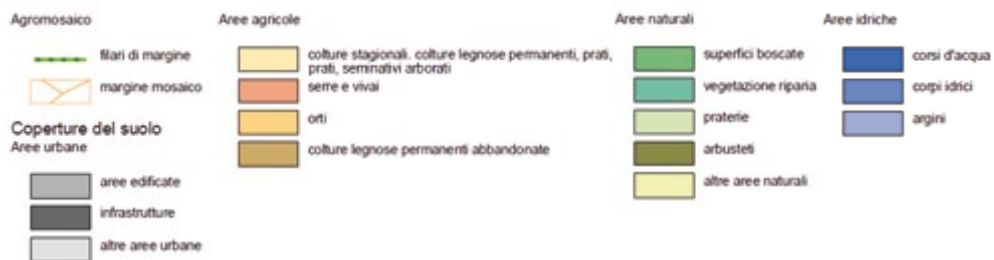 Agromosaico
filari di margine
margine mosaico
Coperture del suolo
Aree urbane
aree edificate
infrastrutture
altre aree urbane
Aree agricole
colture stagionali. colture legnose permanenti, prati,
prati, seminativi arborati
serre e vivai
orti
colture legnose permanenti abbandonate
Aree naturali
superfici boscate
vegetazione riparia
praterie
arbusteti
altre aree naturali
Aree idriche
corsi d'acqua
corpi idrici
argini